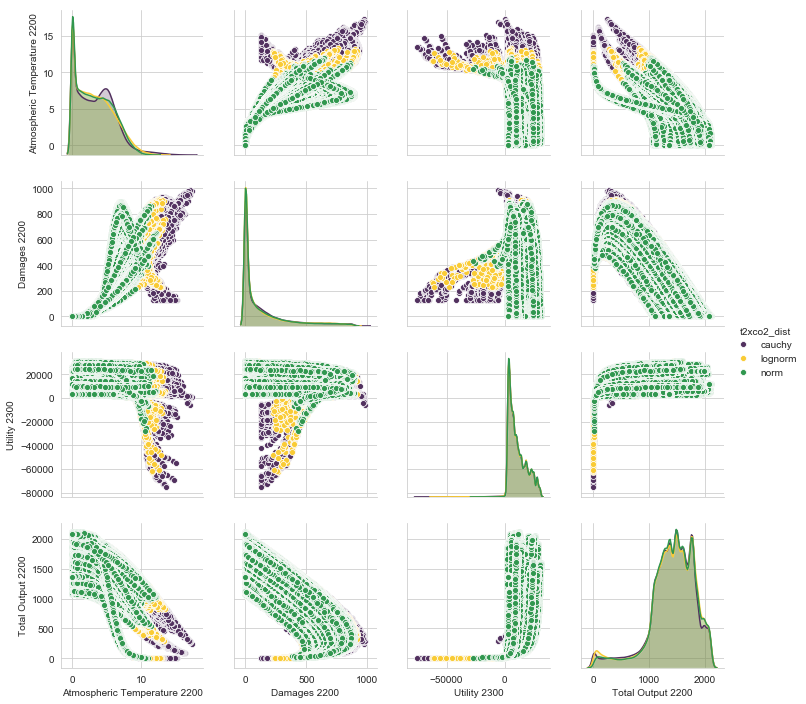 Atmospheric Temperature 2200
15
10
5
0
Damages 2200
1000
800
600
400
200
0
t2xco2_dist
cauchy
lognorm
norm
Utility 2300
20000
0
−20000
−40000
−60000
−80000
Total Output 2200
2000
1500
1000
500
0
0 10
Atmospheric Temperature 2200
0 500 1000
Damages 2200
−50000 0
Utility 2300
0 1000 2000
Total Output 2200